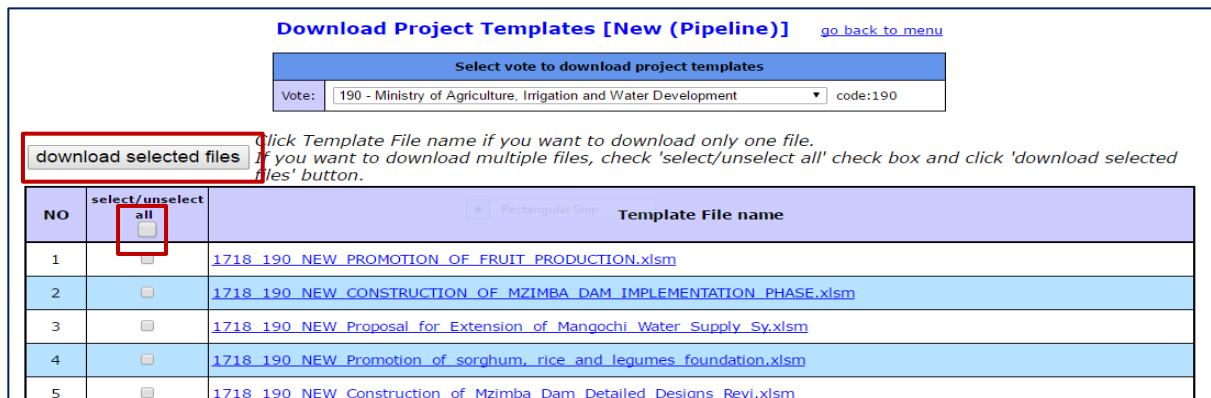 Download Project Templates [New (Pipeline)] go back to menu
Select vote to download project templates
Vote: 190 - Ministry of Agriculture, Irrigation and Water Development code:190
download selected files
Click Template File name if you want to download only one file.
If you want to download multiple files, check 'select/unselect all' check box and click 'download selected
files' button.
NO select/unselect all Rectangular Snip Template File name
1 1718_190_NEW_PROMOTION_OF_FRUIT_PRODUCTION.xlsm
2 1718_190_NEW_CONSTRUCTION_OF_MZIMBA_DAM_IMPLEMENTATION_PHASE.xlsm
3 1718_190_NEW_Proposal_for_Extension_of_Mangochi_Water_Supply_Sy.xlsm
4 1718_190_NEW_Promotion_of_sorghum,_rice_and_legumes_foundation.xlsm
5 1718_190_NEW_Construction_of_Mzimba_Dam_Detailed_Designs_Revi.xlsm